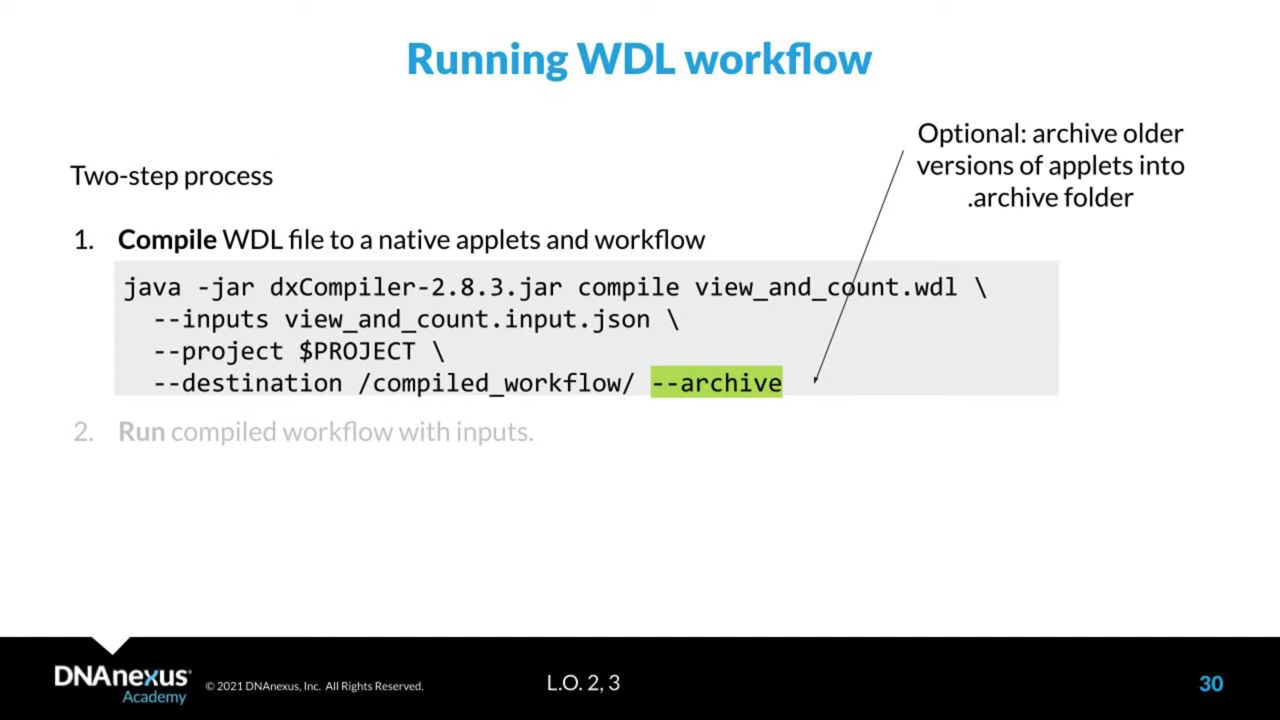 Running WDL workflow
Optional: archive older
versions of applets into
.archive folder
Two-step process
1. Compile WDL file to a native applets and workflow
java -jar dxCompiler-2.8.3.jar compile view_and_count.wdl \
--inputs view_and_count.input.json \
--project $PROJECT \
--destination /compiled_workflow/ --archive
2. Run compiled workflow with inputs.
DNAnexus®
Academy
© 2021 DNAnexus, Inc. All Rights Reserved.
L.O. 2, 3
30